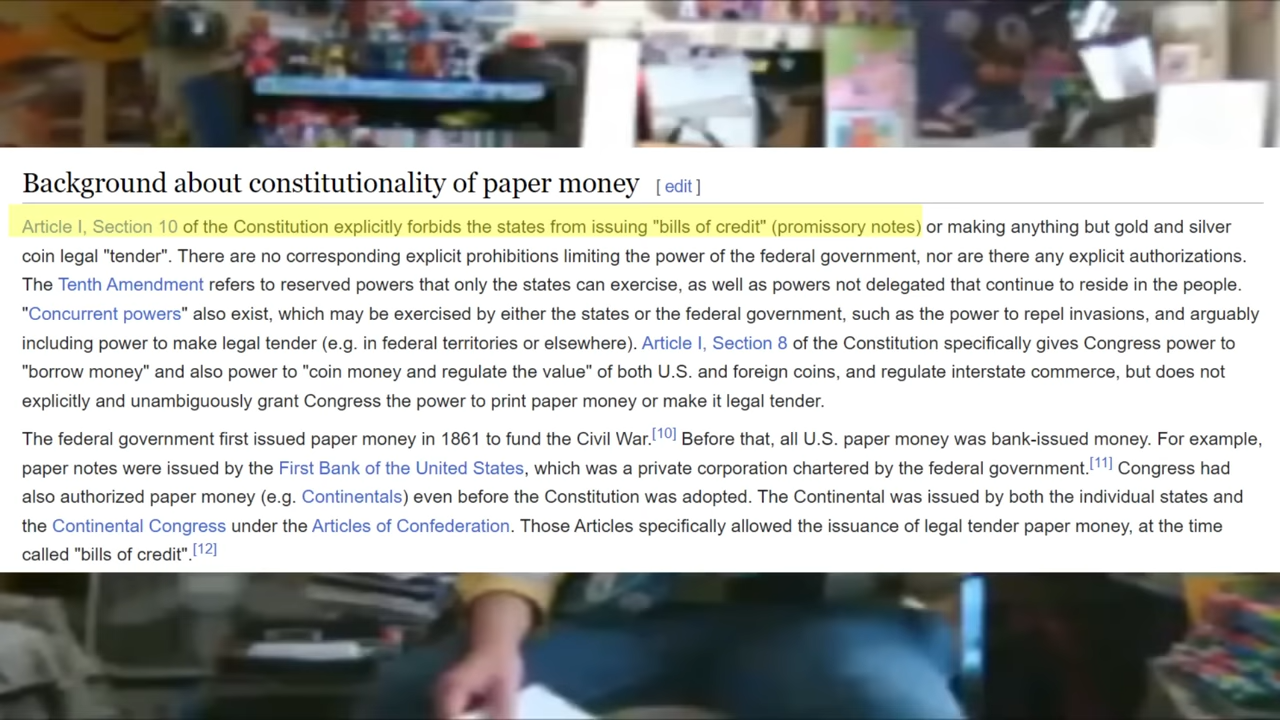 Background about constitutionality of paper money [ edit ]
Article I, Section 10 of the Constitution explicitly forbids the states from issuing "bills of credit" (promissory notes) or making anything but gold and silver
coin legal "tender". There are no corresponding explicit prohibitions limiting the power of the federal government, nor are there any explicit authorizations.
The Tenth Amendment refers to reserved powers that only the states can exercise, as well as powers not delegated that continue to reside in the people.
"Concurrent powers" also exist, which may be exercised by either the states or the federal government, such as the power to repel invasions, and arguably
including power to make legal tender (e.g. in federal territories or elsewhere). Article I, Section 8 of the Constitution specifically gives Congress power to
"borrow money" and also power to "coin money and regulate the value" of both U.S. and foreign coins, and regulate interstate commerce, but does not
explicitly and unambiguously grant Congress the power to print paper money or make it legal tender.
The federal government first issued paper money in 1861 to fund the Civil War.[10] Before that, all U.S. paper money was bank-issued money. For example,
paper notes were issued by the First Bank of the United States, which was a private corporation chartered by the federal government.[11] Congress had
also authorized paper money (e.g. Continentals) even before the Constitution was adopted. The Continental was issued by both the individual states and
the Continental Congress under the Articles of Confederation. Those Articles specifically allowed the issuance of legal tender paper money, at the time
called "bills of credit".[12]